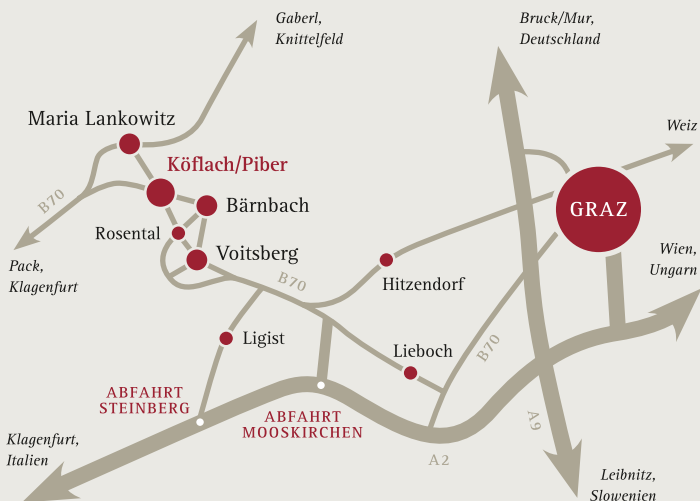 Gaberl,
Knittelfeld
Bruck/Mur,
Deutschland
Maria Lankowitz
Weiz
Köflach/Piber
B70
Bärnbach
GRAZ
Rosental
Voitsberg
Wien,
Ungarn
Pack,
Klagenfurt
B70
Hitzendorf
Ligist
Lieboch
B70
ABFAHRT
STEINBERG
ABFAHRT
MOOSKIRCHEN
A9
Klagenfurt,
Italien
A2
Leibnitz,
Slowenien